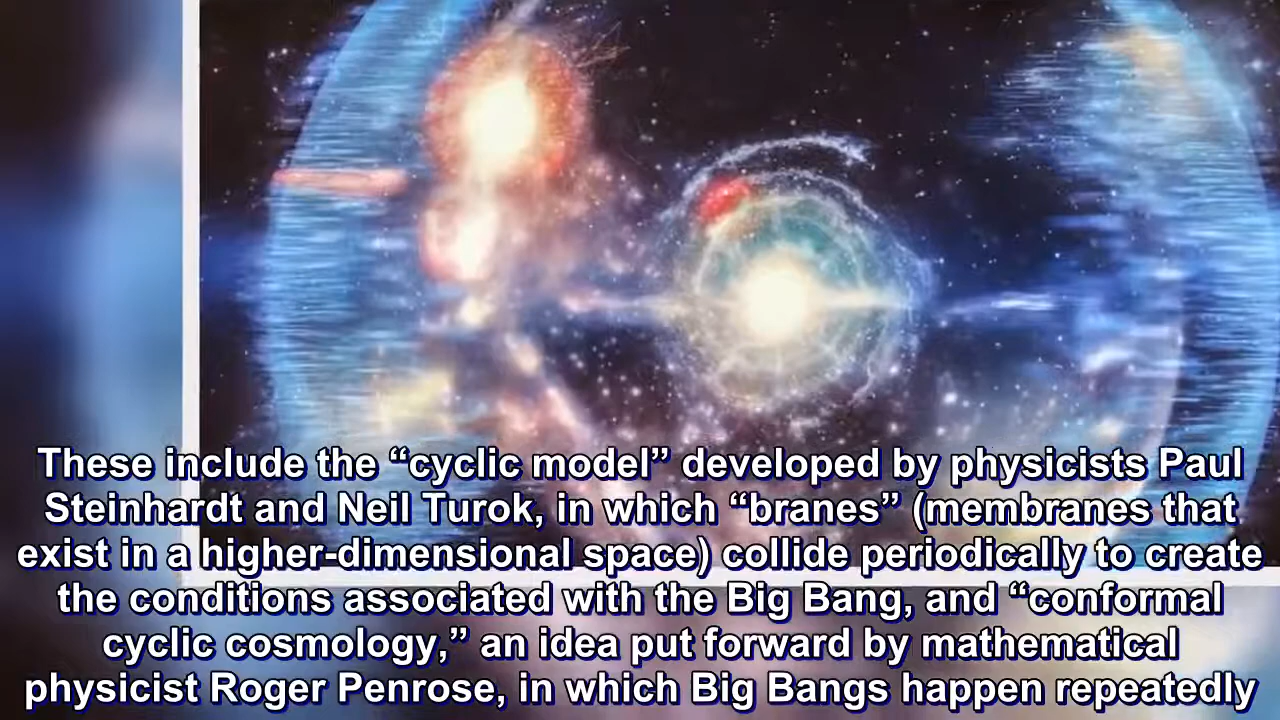 These include the “cyclic model” developed by physicists Paul
Steinhardt and Neil Turok, in which “branes” (membranes that
exist in a higher-dimensional space) collide periodically to create
the conditions associated with the Big Bang, and “conformal
cyclic cosmology,” an idea put forward by mathematical
physicist Roger Penrose, in which Big Bangs happen repeatedly